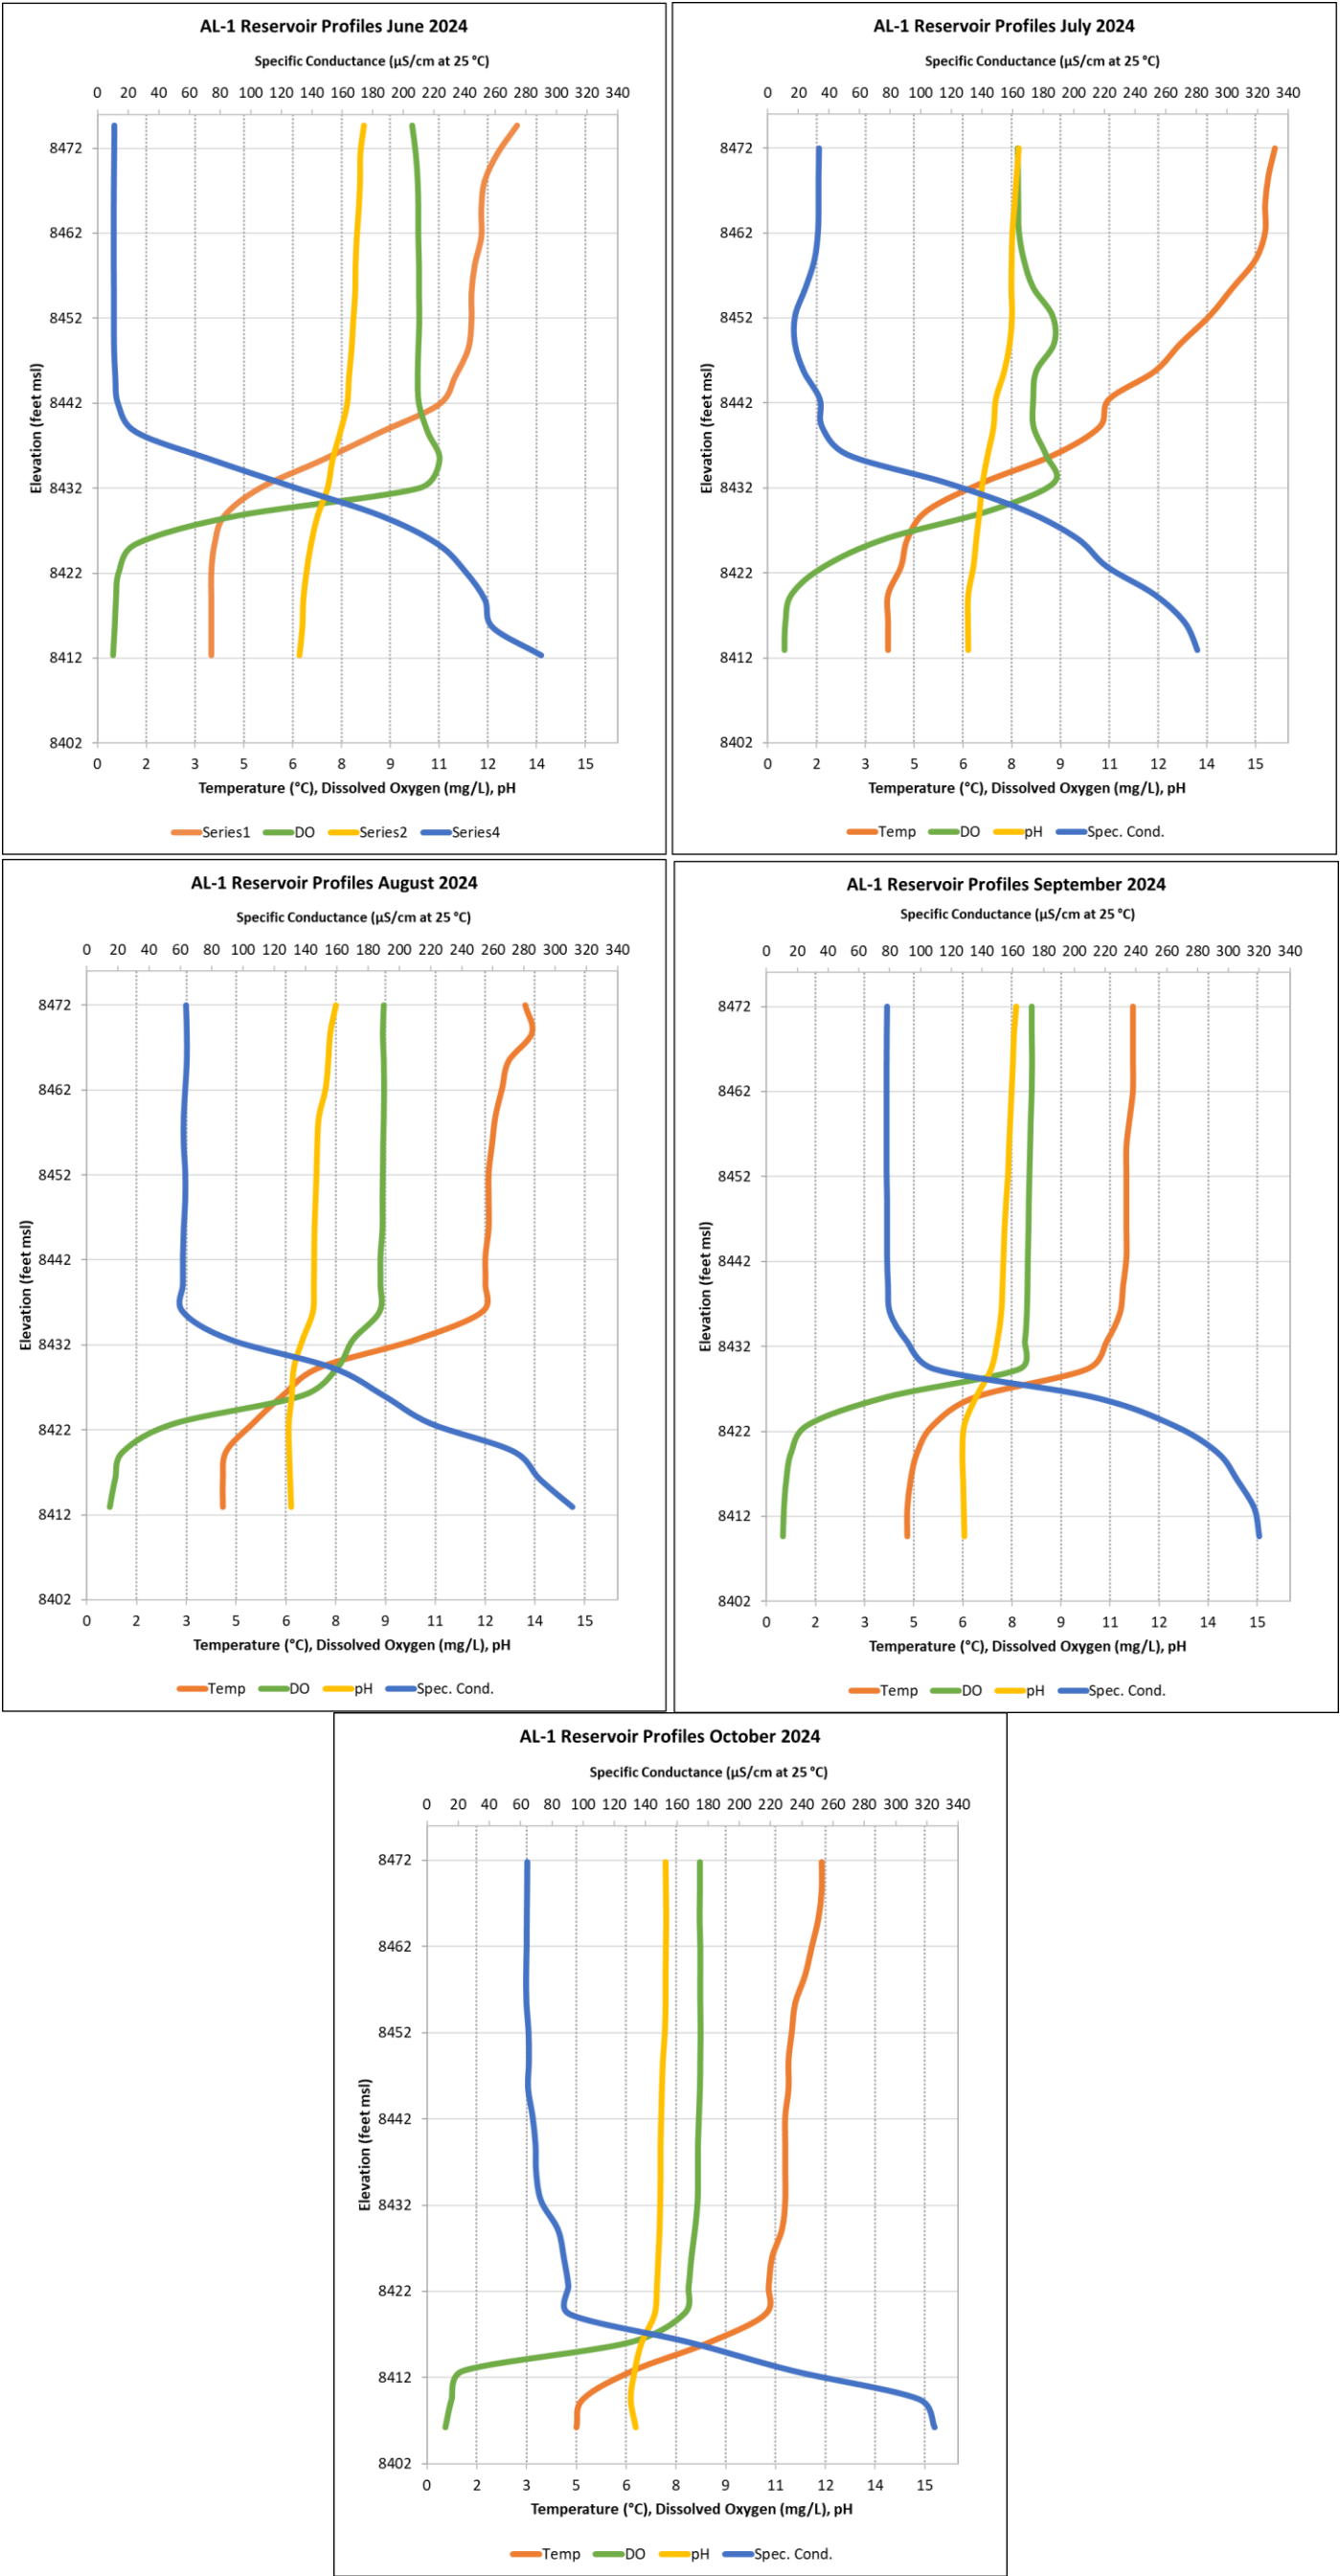 AL-1 Reservoir Profiles June 2024
Specific Conductance (µS/cm at 25 °C)
0 20 40 60 80 100 120 140 160 180 200 220 240 260 280 300 320 340
8472
8462
8452
8442
8432
8422
8412
8402
Elevation (feet msl)
0 2 3 5 6 8 9 11 12 14 15
Temperature (°C), Dissolved Oxygen (mg/L), pH
Series1 DO Series2 Series4
AL-1 Reservoir Profiles July 2024
Specific Conductance (µS/cm at 25 °C)
0 20 40 60 80 100 120 140 160 180 200 220 240 260 280 300 320 340
8472
8462
8452
8442
8432
8422
8412
8402
Elevation (feet msl)
0 2 3 5 6 8 9 11 12 14 15
Temperature (°C), Dissolved Oxygen (mg/L), pH
Temp DO pH Spec. Cond.
AL-1 Reservoir Profiles August 2024
Specific Conductance (µS/cm at 25 °C)
0 20 40 60 80 100 120 140 160 180 200 220 240 260 280 300 320 340
8472
8462
8452
8442
8432
8422
8412
8402
Elevation (feet msl)
0 2 3 5 6 8 9 11 12 14 15
Temperature (°C), Dissolved Oxygen (mg/L), pH
Temp DO pH Spec. Cond.
AL-1 Reservoir Profiles September 2024
Specific Conductance (µS/cm at 25 °C)
0 20 40 60 80 100 120 140 160 180 200 220 240 260 280 300 320 340
8472
8462
8452
8442
8432
8422
8412
8402
Elevation (feet msl)
0 2 3 5 6 8 9 11 12 14 15
Temperature (°C), Dissolved Oxygen (mg/L), pH
Temp DO pH Spec. Cond.
AL-1 Reservoir Profiles October 2024
Specific Conductance (µS/cm at 25 °C)
0 20 40 60 80 100 120 140 160 180 200 220 240 260 280 300 320 340
8472
8462
8452
8442
8432
8422
8412
8402
Elevation (feet msl)
0 2 3 5 6 8 9 11 12 14 15
Temperature (°C), Dissolved Oxygen (mg/L), pH
Temp DO pH Spec. Cond.